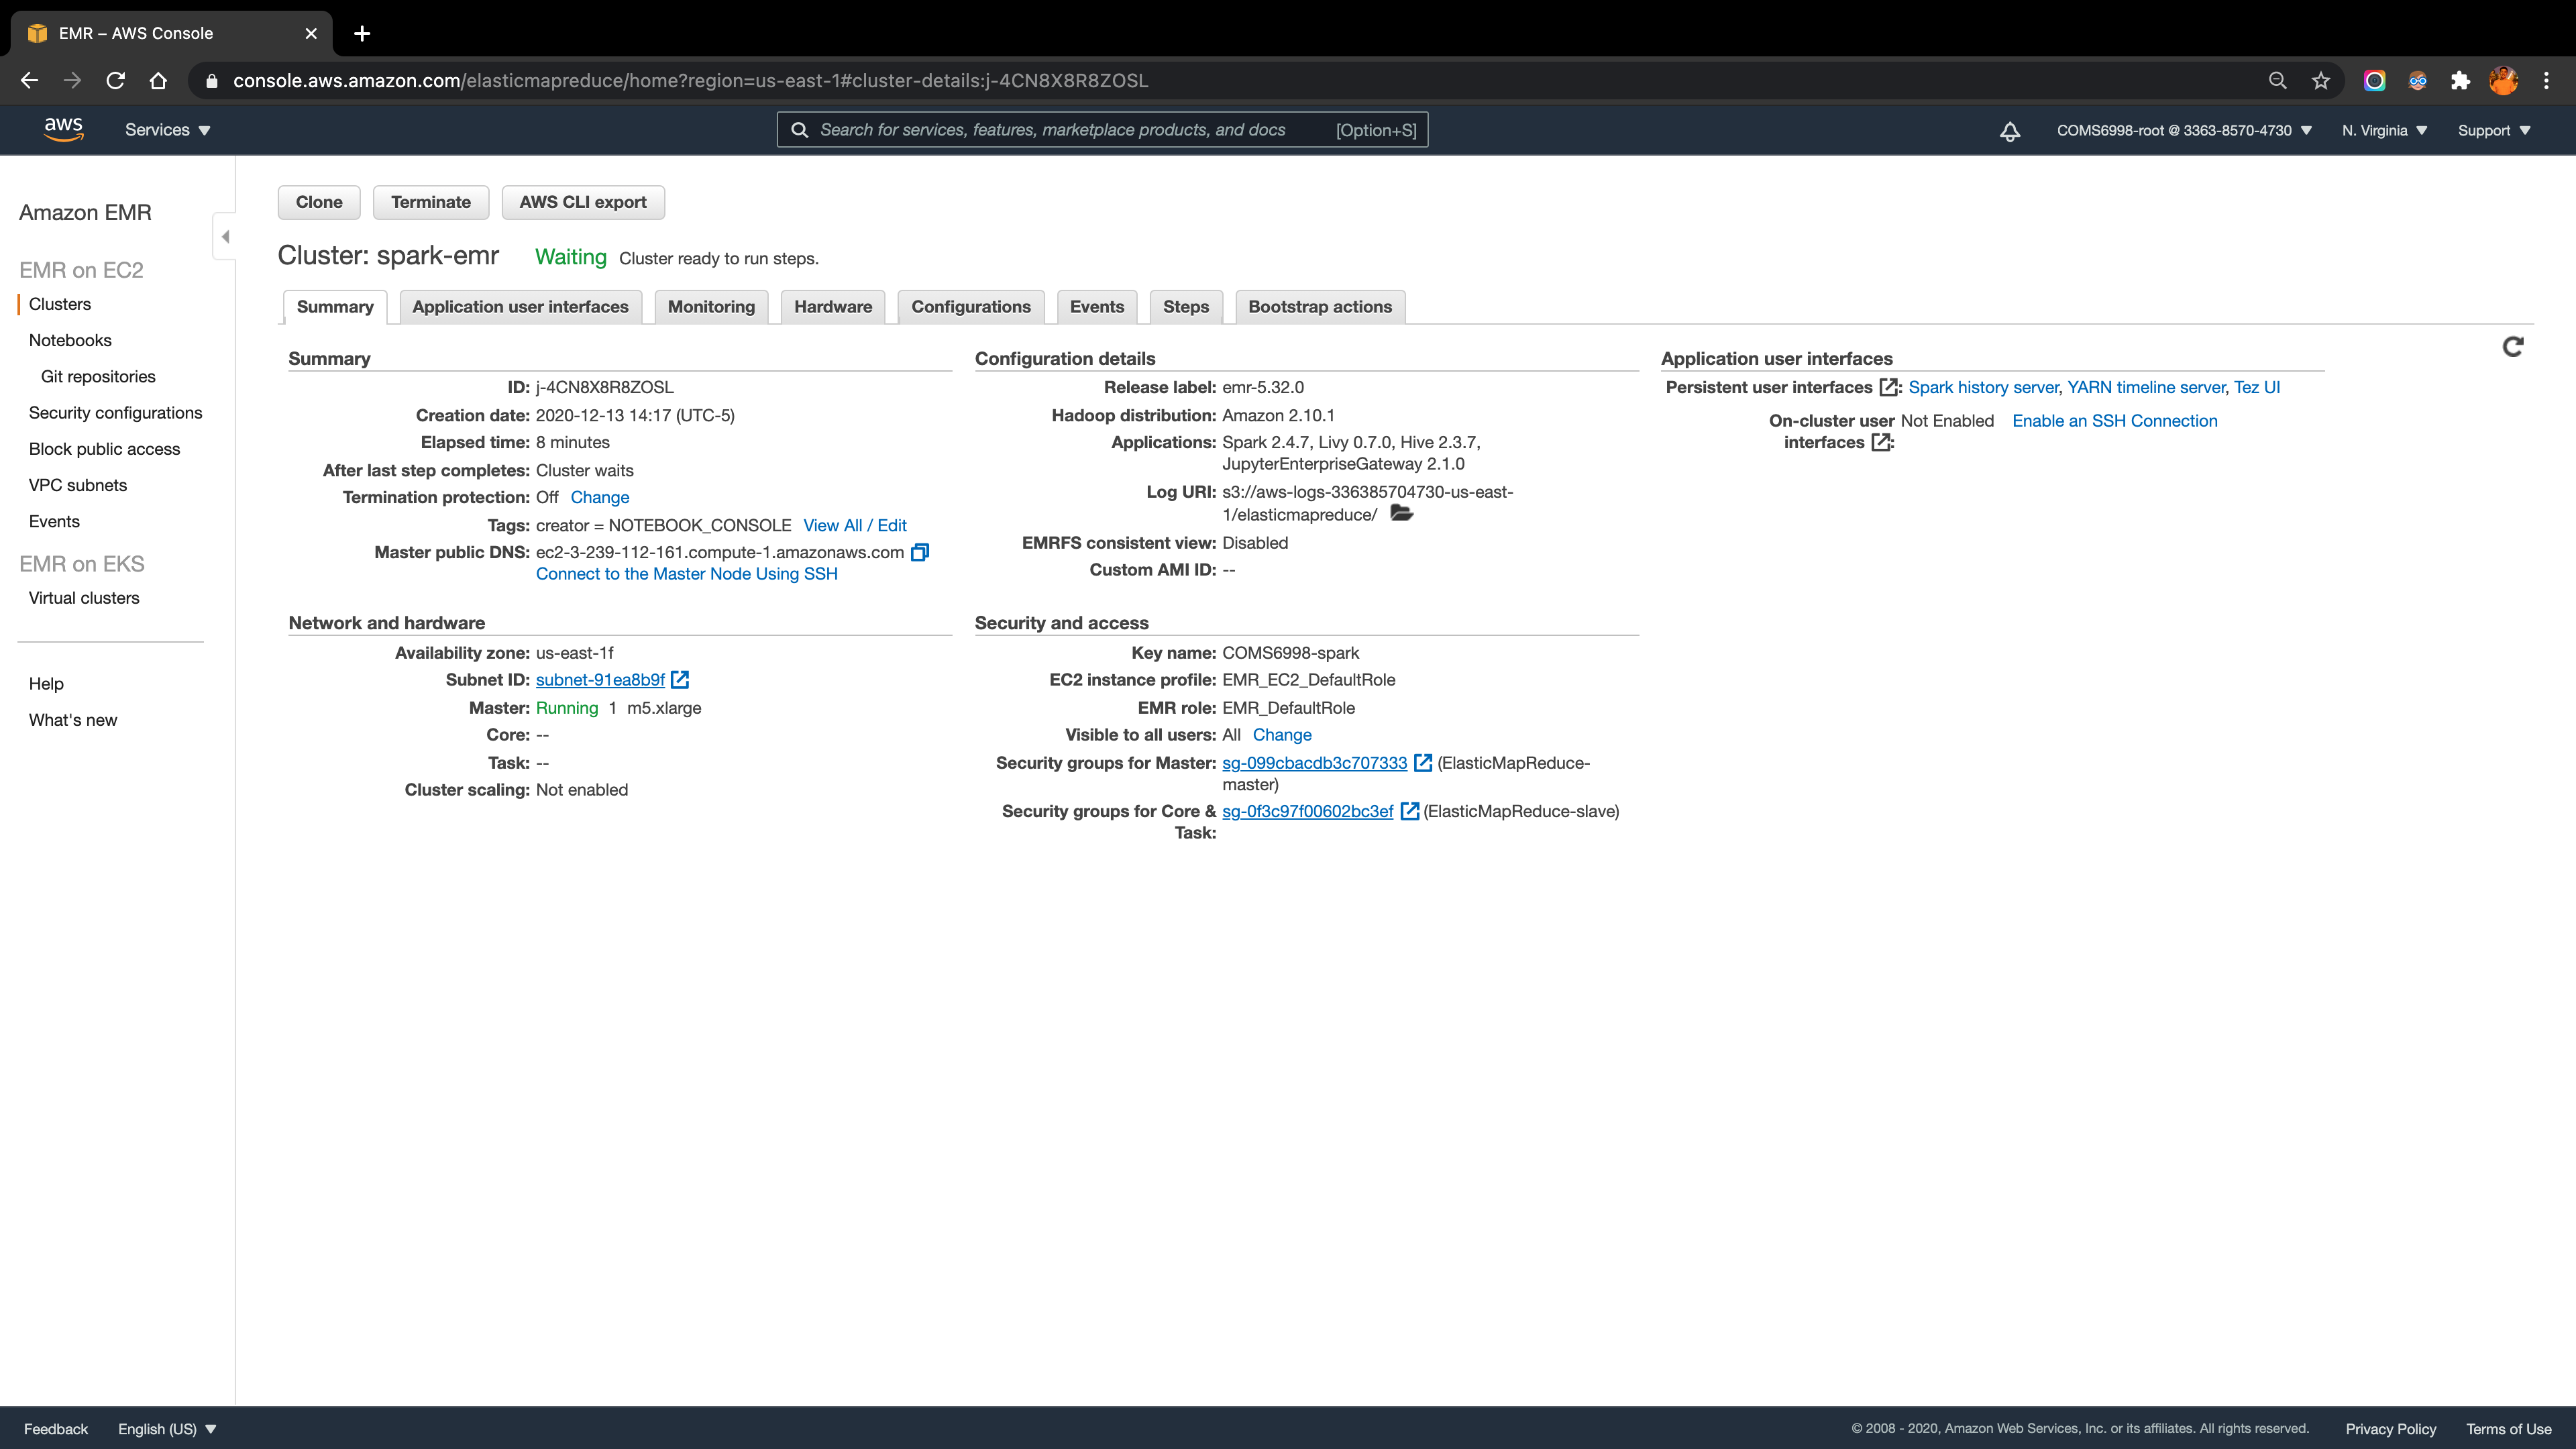 EMR – AWS Console
console.aws.amazon.com/elasticmapreduce/home?region=us-east-1#cluster-details:j-4CN8X8R8ZOSL
aws Services Search for services, features, marketplace products, and docs [Option+S] COMS6998-root @ 3363-8570-4730 N. Virginia Support
Amazon EMR
EMR on EC2
Clusters
Notebooks
Git repositories
Security configurations
Block public access
VPC subnets
Events
EMR on EKS
Virtual clusters
Help
What's new
Clone Terminate AWS CLI export
Cluster: spark-emr Waiting Cluster ready to run steps.
Summary Application user interfaces Monitoring Hardware Configurations Events Steps Bootstrap actions
Summary
ID: j-4CN8X8R8ZOSL
Creation date: 2020-12-13 14:17 (UTC-5)
Elapsed time: 8 minutes
After last step completes: Cluster waits
Termination protection: Off Change
Tags: creator = NOTEBOOK_CONSOLE View All / Edit
Master public DNS: ec2-3-239-112-161.compute-1.amazonaws.com
Connect to the Master Node Using SSH
Configuration details
Release label: emr-5.32.0
Hadoop distribution: Amazon 2.10.1
Applications: Spark 2.4.7, Livy 0.7.0, Hive 2.3.7,
JupyterEnterpriseGateway 2.1.0
Log URI: s3://aws-logs-336385704730-us-east-
1/elasticmapreduce/
EMRFS consistent view: Disabled
Custom AMI ID: --
Application user interfaces
Persistent user interfaces : Spark history server, YARN timeline server, Tez UI
On-cluster user Not Enabled Enable an SSH Connection
interfaces :
Network and hardware
Availability zone: us-east-1f
Subnet ID: subnet-91ea8b9f
Master: Running 1 m5.xlarge
Core: --
Task: --
Cluster scaling: Not enabled
Security and access
Key name: COMS6998-spark
EC2 instance profile: EMR_EC2_DefaultRole
EMR role: EMR_DefaultRole
Visible to all users: All Change
Security groups for Master: sg-099cbacdb3c707333 (ElasticMapReduce-
master)
Security groups for Core & sg-0f3c97f00602bc3ef (ElasticMapReduce-slave)
Task:
Feedback English (US) © 2008 - 2020, Amazon Web Services, Inc. or its affiliates. All rights reserved. Privacy Policy Terms of Use